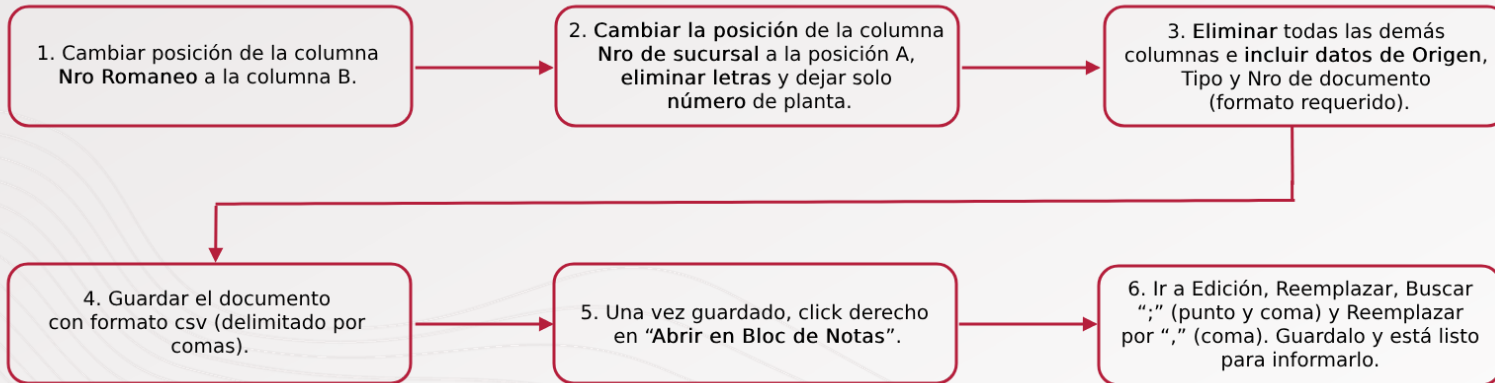 1. Cambiar posición de la columna
Nro Romaneo a la columna B.
2. Cambiar la posición de la columna
Nro de sucursal a la posición A,
eliminar letras y dejar solo
número de planta.
3. Eliminar todas las demás
columnas e incluir datos de Origen,
Tipo y Nro de documento
(formato requerido).
4. Guardar el documento
con formato csv (delimitado por
comas).
5. Una vez guardado, click derecho
en “Abrir en Bloc de Notas”.
6. Ir a Edición, Reemplazar, Buscar
“;” (punto y coma) y Reemplazar
por “,” (coma). Guardalo y está listo
para informarlo.